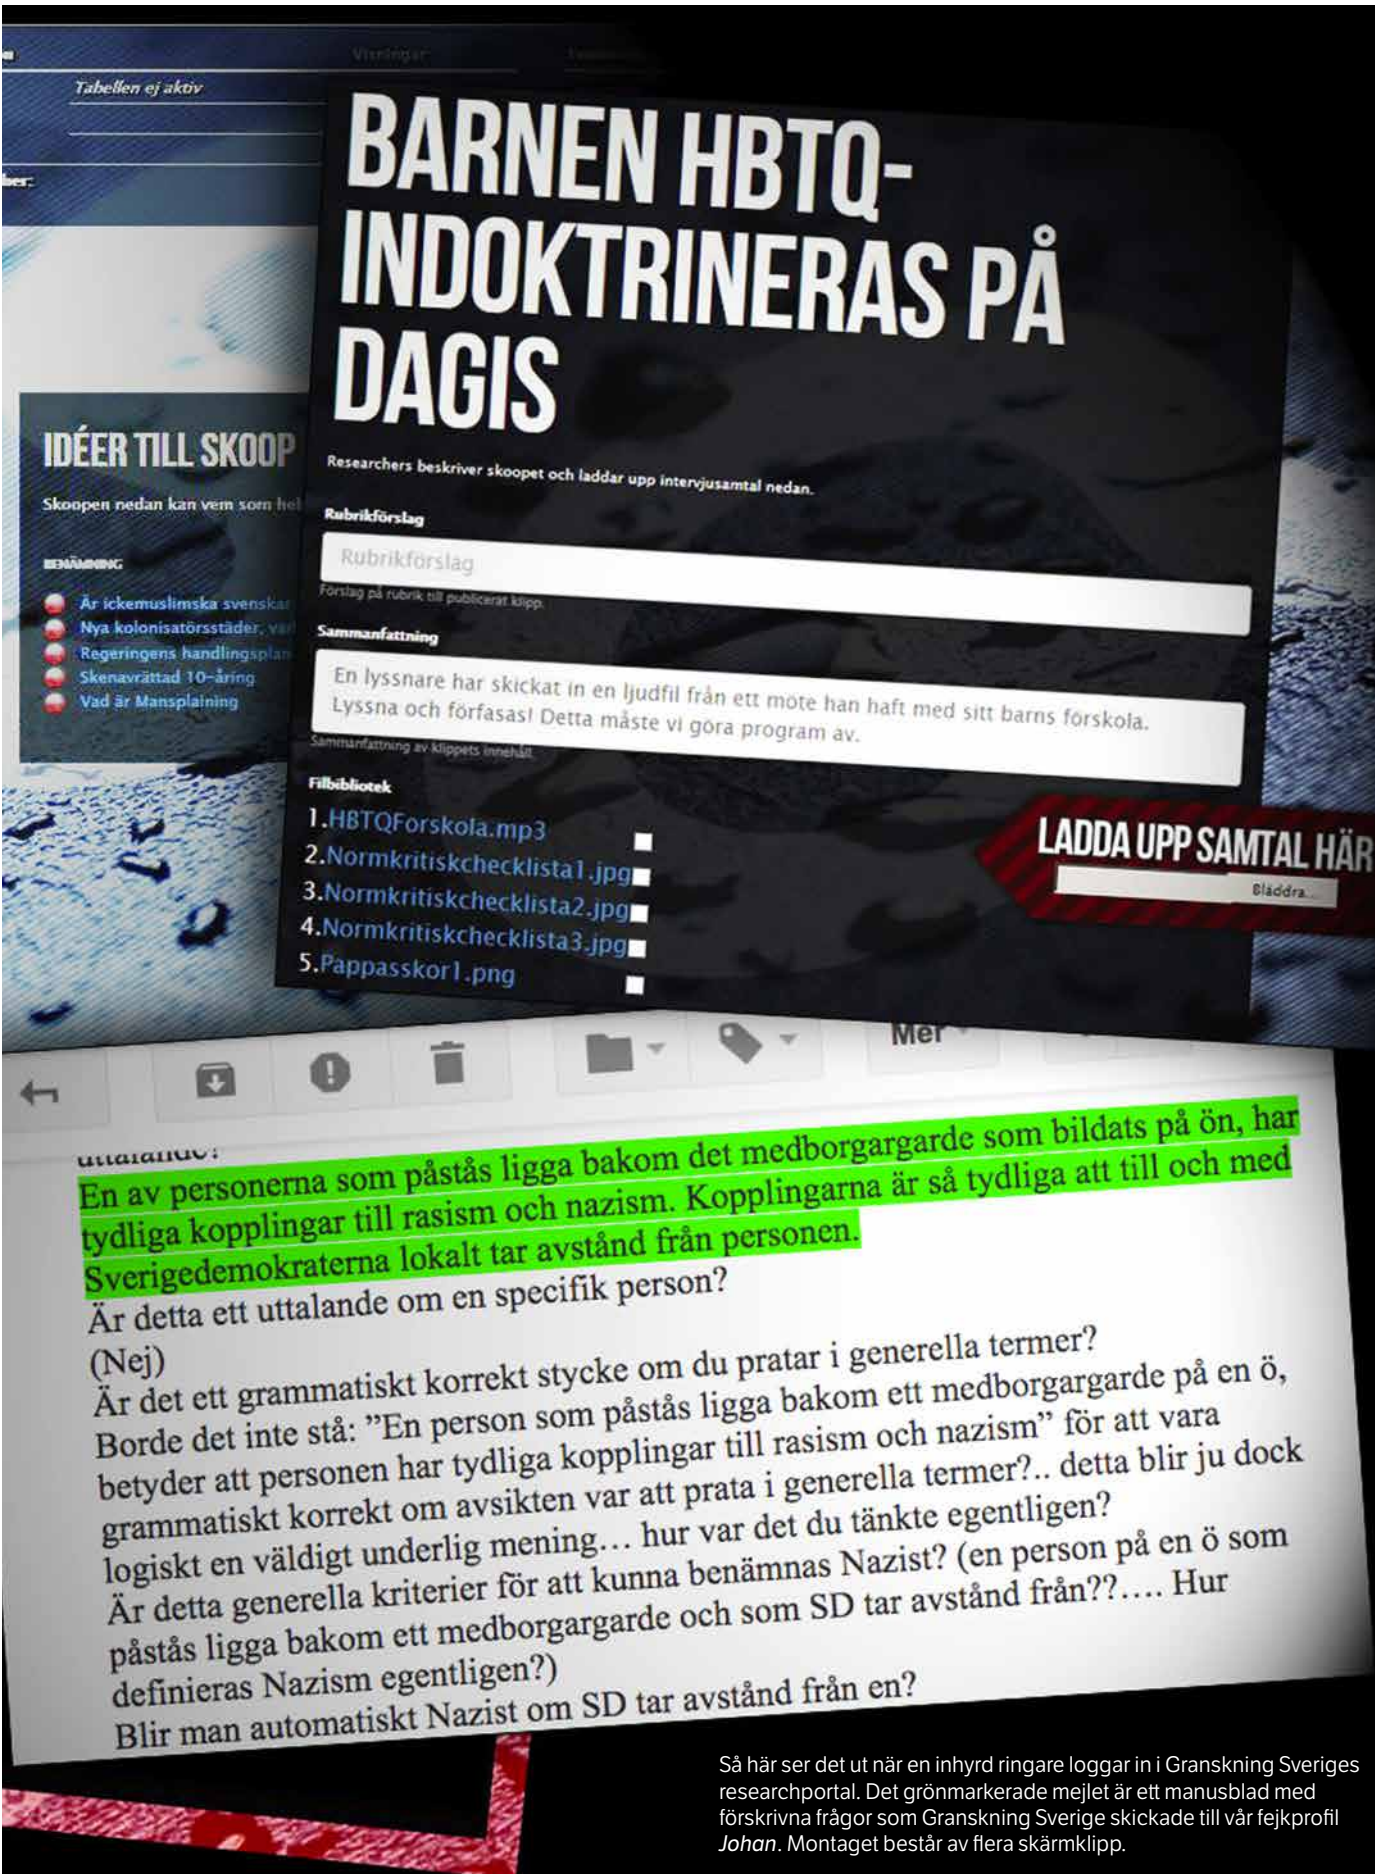 Visningar
Tabellen ej aktiv
BARNEN HBTQ-
INDOKTRINERAS PÅ
DAGIS
IDÉER TILL SKOOP
Skoopen nedan kan vem som
BENÄMNING
Är ickemuslimska svenskar
Nya kolonisatörsstäder,
Regeringens handlingsplan
Skenavrättad 10-åring
Vad är Mansplaining
Researchers beskriver skoopet och laddar upp intervjusamtal nedan.
Rubrikförslag
Rubrikförslag
Förslag på rubrik till publicerat klipp.
Sammanfattning
En lyssnare har skickat in en ljudfil från ett möte han haft med sitt barns förskola.
Lyssna och förfasas! Detta måste vi göra program av.
Sammanfattning av klippets innehåll.
Filbibliotek
1.HBTQForskola.mp3
2.Normkritiskchecklista1.jpg
3.Normkritiskchecklista2.jpg
4.Normkritiskchecklista3.jpg
5.Pappasskor1.png
LADDA UPP SAMTAL HÄR
Bläddra...
Mer
uttalande?
En av personerna som påstås ligga bakom det medborgargarde som bildats på ön, har
tydliga kopplingar till rasism och nazism. Kopplingarna är så tydliga att till och med
Sverigedemokraterna lokalt tar avstånd från personen.
Är detta ett uttalande om en specifik person?
(Nej)
Är det ett grammatiskt korrekt stycke om du pratar i generella termer?
Borde det inte stå: ”En person som påstås ligga bakom ett medborgargarde på en ö,
betyder att personen har tydliga kopplingar till rasism och nazism” för att vara
grammatiskt korrekt om avsikten var att prata i generella termer?.. detta blir ju dock
logiskt en väldigt underlig mening… hur var det du tänkte egentligen?
Är detta generella kriterier för att kunna benämnas Nazist? (en person på en ö som
påstås ligga bakom ett medborgargarde och som SD tar avstånd från??…. Hur
definieras Nazism egentligen?)
Blir man automatiskt Nazist om SD tar avstånd från en?
Så här ser det ut när en inhyrd ringare loggar in i Granskning Sveriges
researchportal. Det grönmarkerade mejlet är ett manusblad med
förskrivna frågor som Granskning Sverige skickade till vår fejkprofil
Johan. Montaget består av flera skärmklipp.